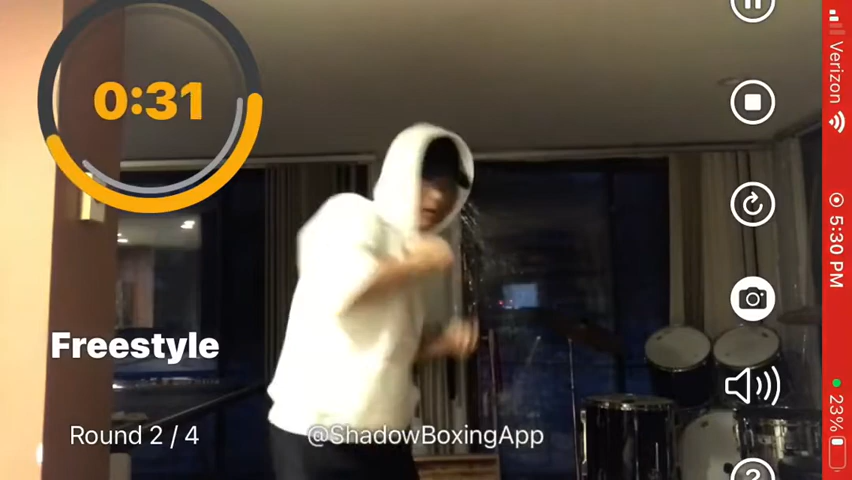 0:31
Freestyle
Round 2 / 4
@ShadowBoxingApp
Verizon
5:30 PM
23%
?